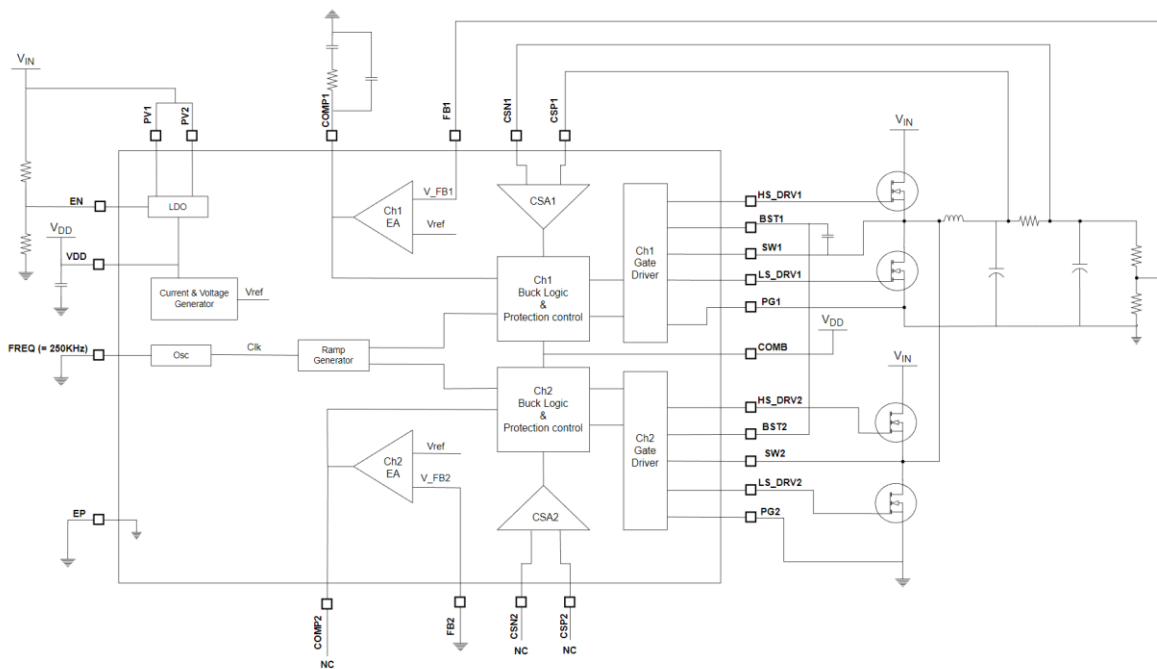 VIN
PV1
PV2
COMP1
FB1
CSN1
CSP1
VIN
EN
LDO
VDD
VDD
Current & Voltage
Generator
Vref
Ch1
EA
V_FB1
Vref
CSA1
Ch1
Buck Logic
&
Protection control
Ch1
Gate
Driver
HS_DRV1
BST1
SW1
LS_DRV1
PG1
VDD
COMB
FREQ (= 250KHz)
Osc
Clk
Ramp
Generator
Ch2
Buck Logic
&
Protection control
Ch2
Gate
Driver
VIN
HS_DRV2
BST2
SW2
LS_DRV2
PG2
Ch2
EA
Vref
V_FB2
CSA2
EP
COMP2
NC
FB2
CSN2
NC
CSP2
NC